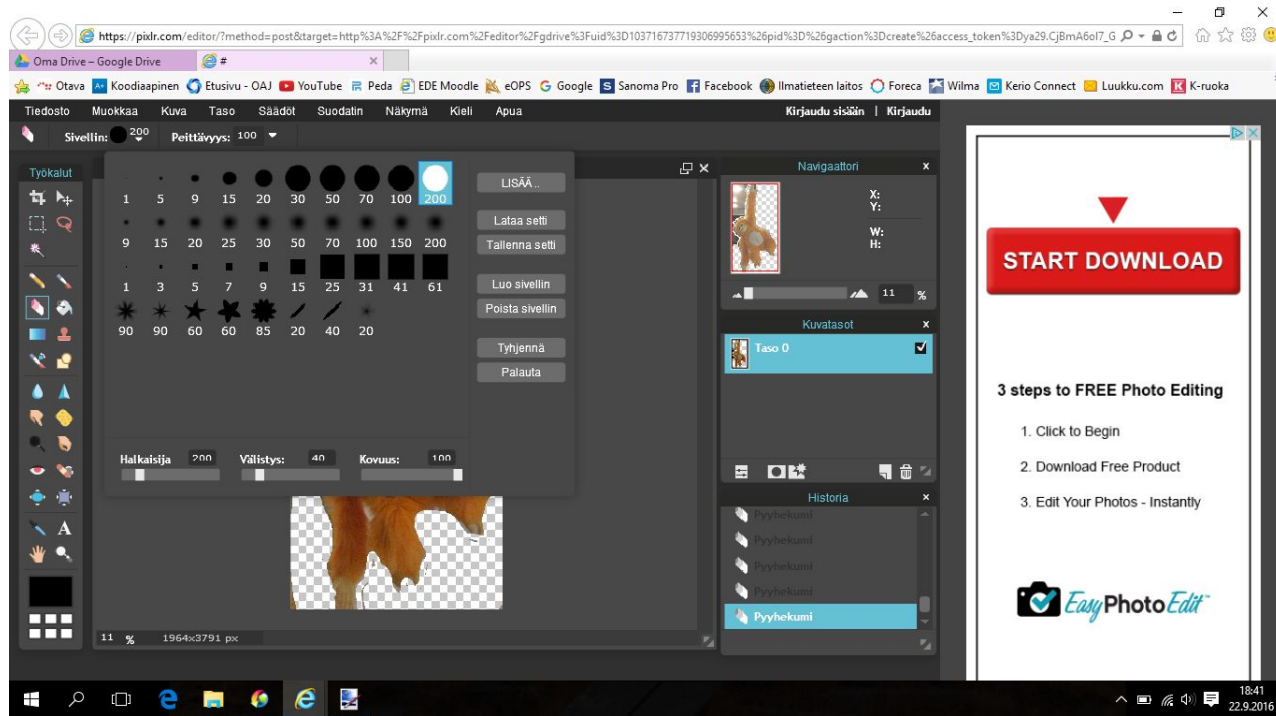 https://pixlr.com/editor/?method=post&target=http%3A%2F%2Fpixlr.com%2Feditor%2Fgdrive%3Fuid%3D103716737719306995653%26pid%3D%26gaction%3Dcreate%26access_token%3Dya29.CjBmA6oI7_G
Oma Drive – Google Drive #
Otava Koodiaapinen Etusivu - OAJ YouTube Peda EDE Moodle eOPS Google Sanoma Pro Facebook Ilmatieteen laitos Foreca Wilma Kerio Connect Luukku.com K-ruoka
Tiedosto Muokkaa Kuva Taso Säädöt Suodatin Näkymä Kieli Apua Kirjaudu sisään | Kirjaudu
Sivellin: 200 Peittävyys: 100
Työkalut
1 5 9 15 20 30 50 70 100 200
9 15 20 25 30 50 70 100 150 200
1 3 5 7 9 15 25 31 41 61
90 90 60 60 85 20 40 20
LISÄÄ ..
Lataa setti
Tallenna setti
Luo sivellin
Poista sivellin
Tyhjennä
Palauta
Halkaisija 200 Välistys: 40 Kovuus: 100
11 % 1964x3791 px
Navigaattori x
X:
Y:
W:
H:
11 %
Kuvatasot x
Taso 0
Historia x
Pyyhekumi
Pyyhekumi
Pyyhekumi
Pyyhekumi
Pyyhekumi
START DOWNLOAD
3 steps to FREE Photo Editing
1. Click to Begin
2. Download Free Product
3. Edit Your Photos - Instantly
EasyPhotoEdit™
18:41
22.9.2016